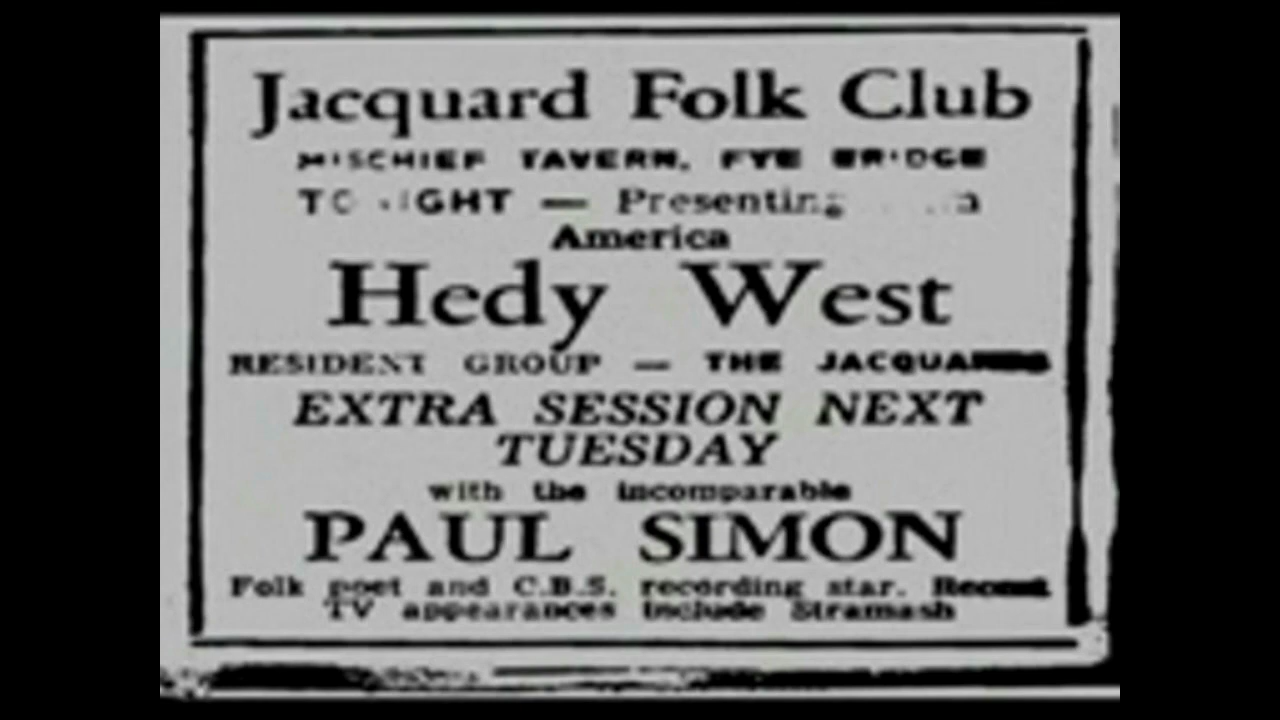 Jacquard Folk Club
MISCHIEF TAVERN, FYE BRIDGE
TONIGHT — Presenting
America
Hedy West
RESIDENT GROUP — THE JACQUARDS
EXTRA SESSION NEXT
TUESDAY
with the incomparable
PAUL SIMON
Folk poet and C.B.S. recording star. Recent
TV appearances include Stramash